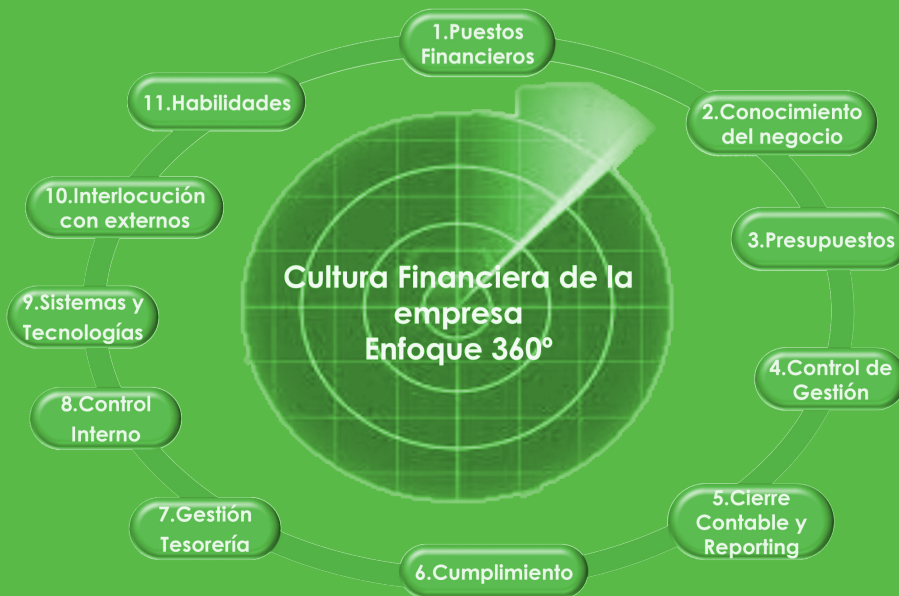 1.Puestos
Financieros
2.Conocimiento
del negocio
3.Presupuestos
4.Control de
Gestión
5.Cierre
Contable y
Reporting
6.Cumplimiento
7.Gestión
Tesorería
8.Control
Interno
9.Sistemas y
Tecnologías
10.Interlocución
con externos
11.Habilidades
Cultura Financiera de la
empresa
Enfoque 360º